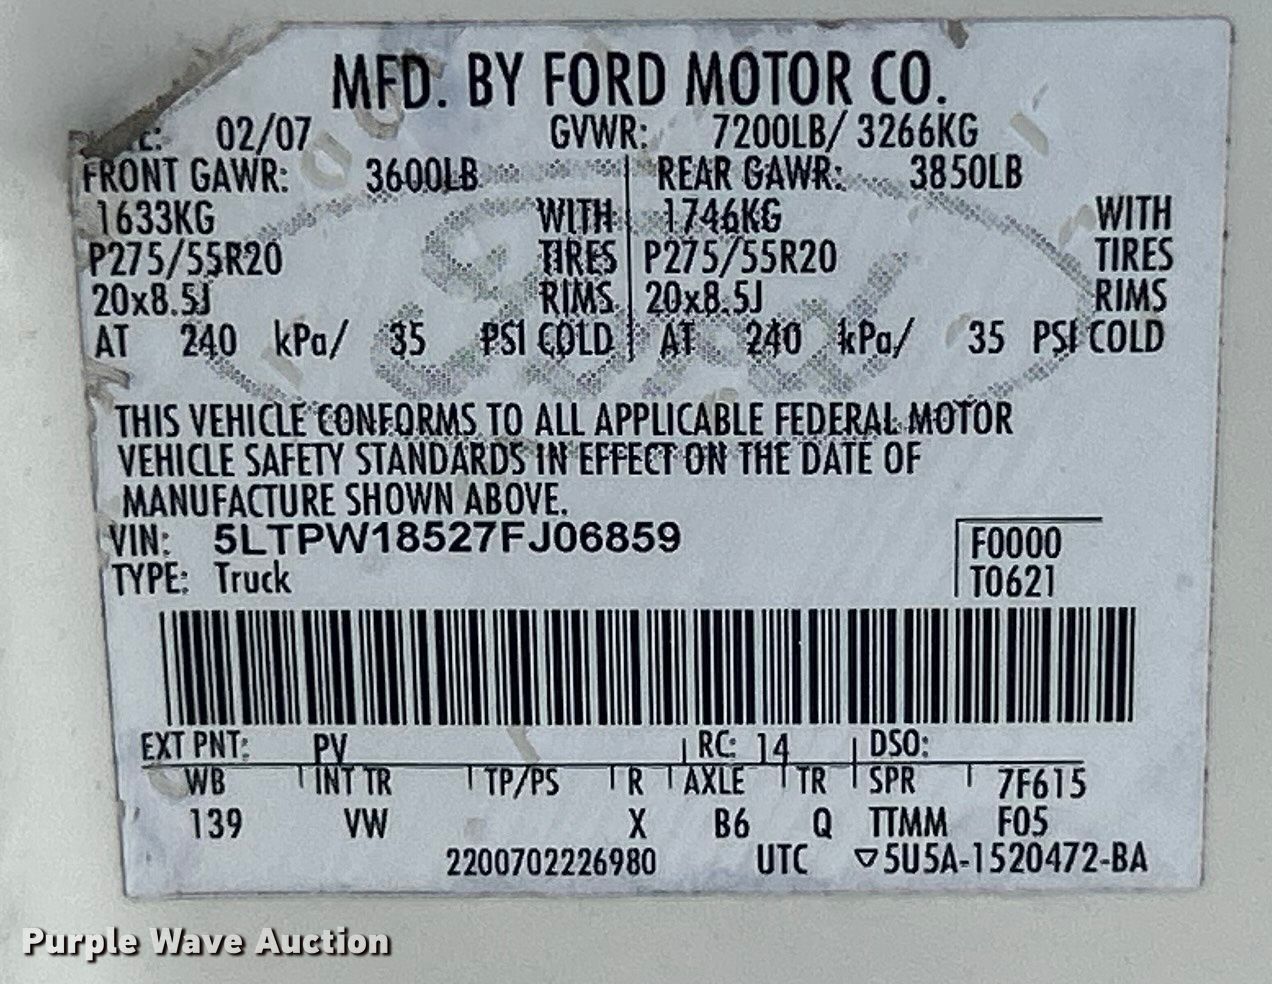 MFD. BY FORD MOTOR CO.
02/07 GVWR: 7200LB/ 3266KG
FRONT GAWR: 3600LB REAR GAWR: 3850LB
1633KG WITH 1746KG WITH
P275/55R20 TIRES P275/55R20 TIRES
20x8.5J RIMS 20x8.5J RIMS
AT 240 kPa/ 35 PSI COLD AT 240 kPa/ 35 PSI COLD
THIS VEHICLE CONFORMS TO ALL APPLICABLE FEDERAL MOTOR
VEHICLE SAFETY STANDARDS IN EFFECT ON THE DATE OF
MANUFACTURE SHOWN ABOVE.
VIN: 5LTPW18527FJ06859 F0000
TYPE: Truck T0621
EXT PNT: PV RC: 14 DSO:
WB INT TR TP/PS R AXLE TR SPR 7F615
139 VW X B6 Q TTMM F05
2200702226980 UTC ▽5U5A-1520472-BA
Purple Wave Auction